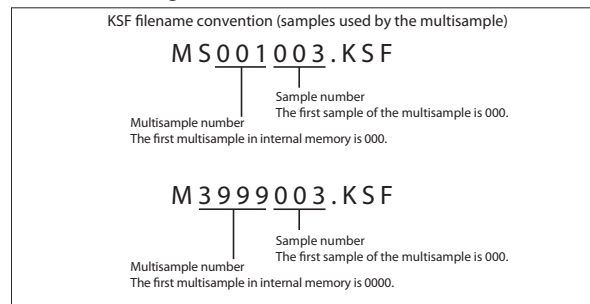 KSF filename convention (samples used by the multisample)
MS001003.KSF
Sample number
The first sample of the multisample is 000.
Multisample number
The first multisample in internal memory is 000.
M3999003.KSF
Sample number
The first sample of the multisample is 000.
Multisample number
The first multisample in internal memory is 0000.